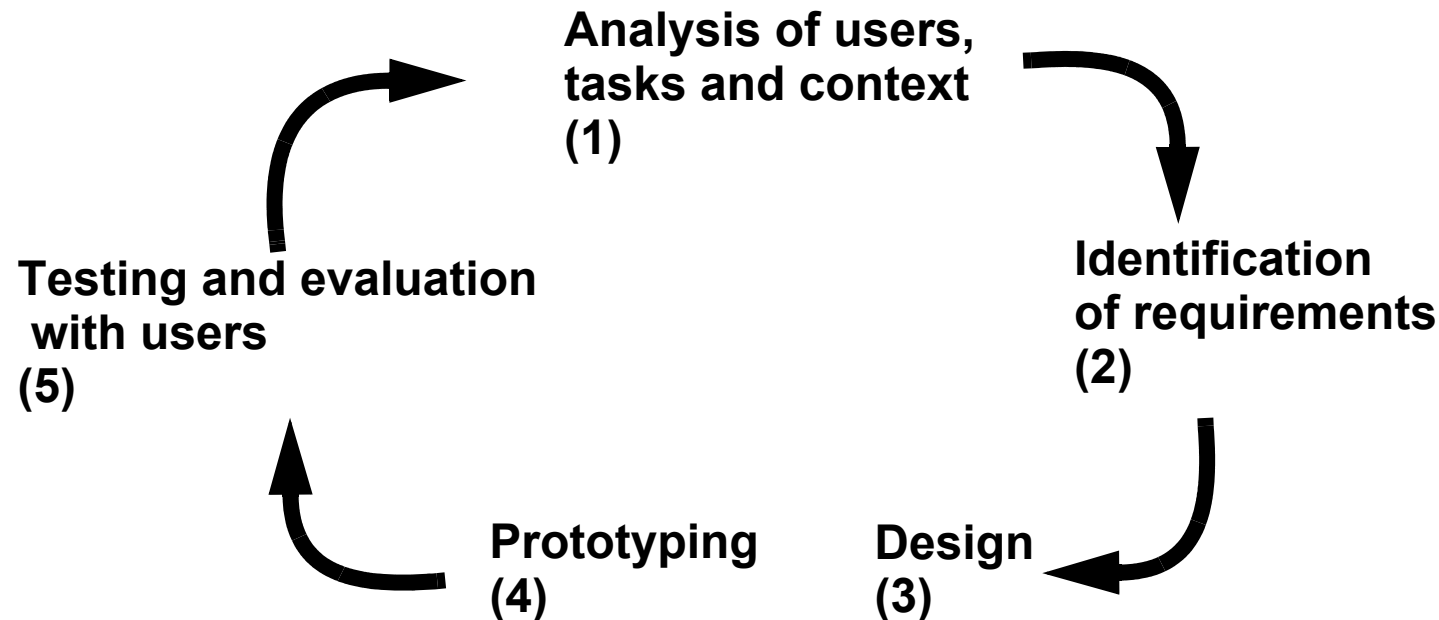 Analysis of users,
tasks and context
(1)
Identification
of requirements
(2)
Design
(3)
Prototyping
(4)
Testing and evaluation
with users
(5)